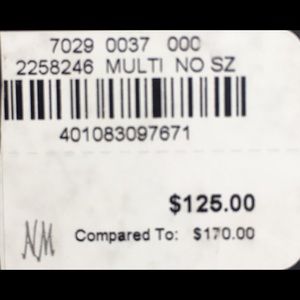 7029 0037 000
2258246 MULTI NO SZ
401083097671
$125.00
NM Compared To: $170.00